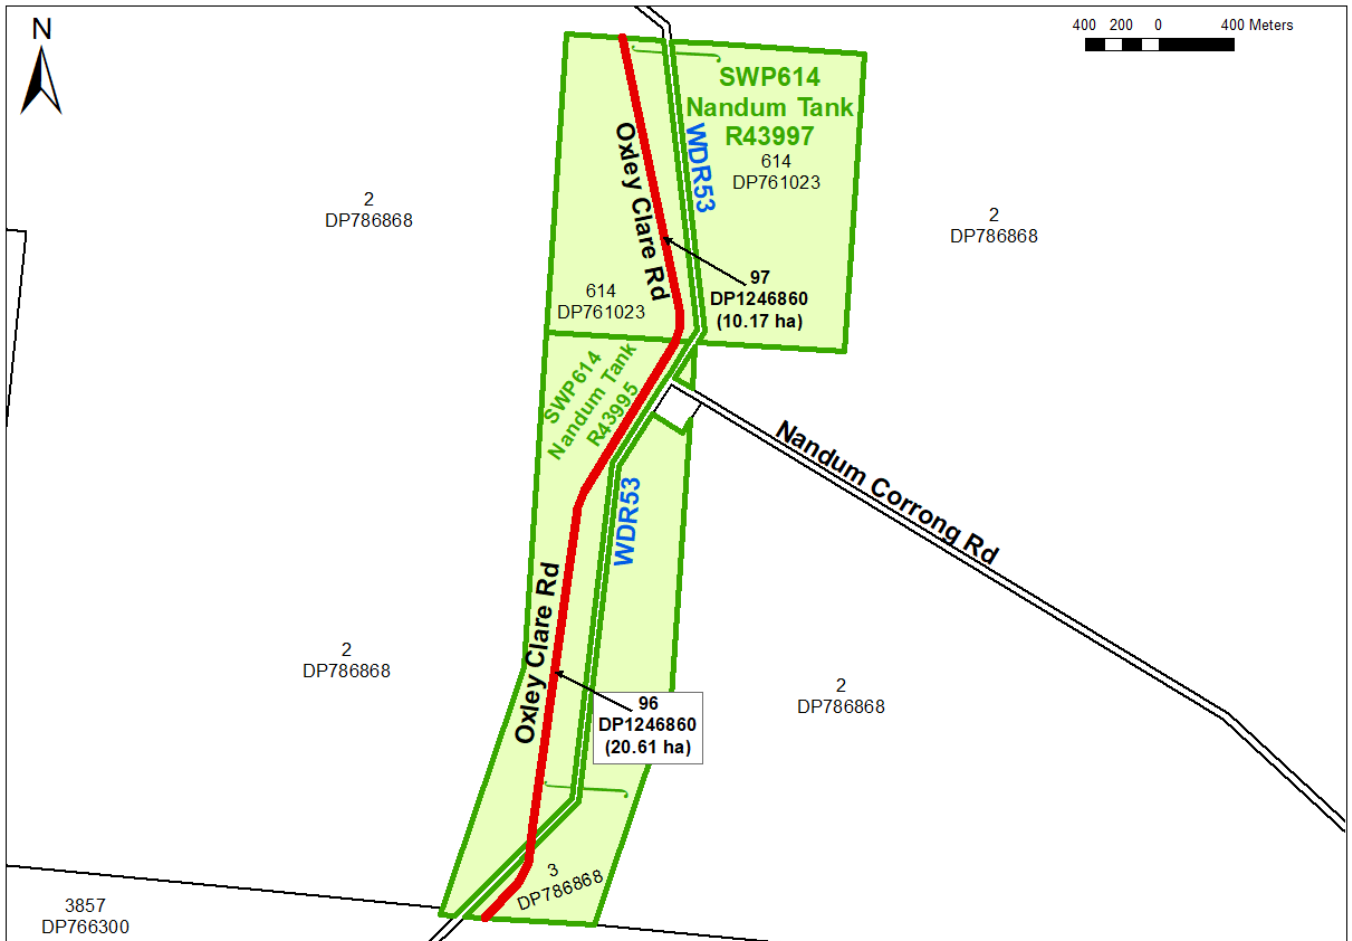 N
400 200 0 400 Meters
SWP614
Nandum Tank
R43997
614
DP761023
WDR53
Oxley Clare Rd
2
DP786868
2
DP786868
97
DP1246860
(10.17 ha)
614
DP761023
SWP614
Nandum Tank
R43995
Nandum Corrong Rd
WDR53
Oxley Clare Rd
2
DP786868
2
DP786868
96
DP1246860
(20.61 ha)
3
DP786868
3857
DP766300